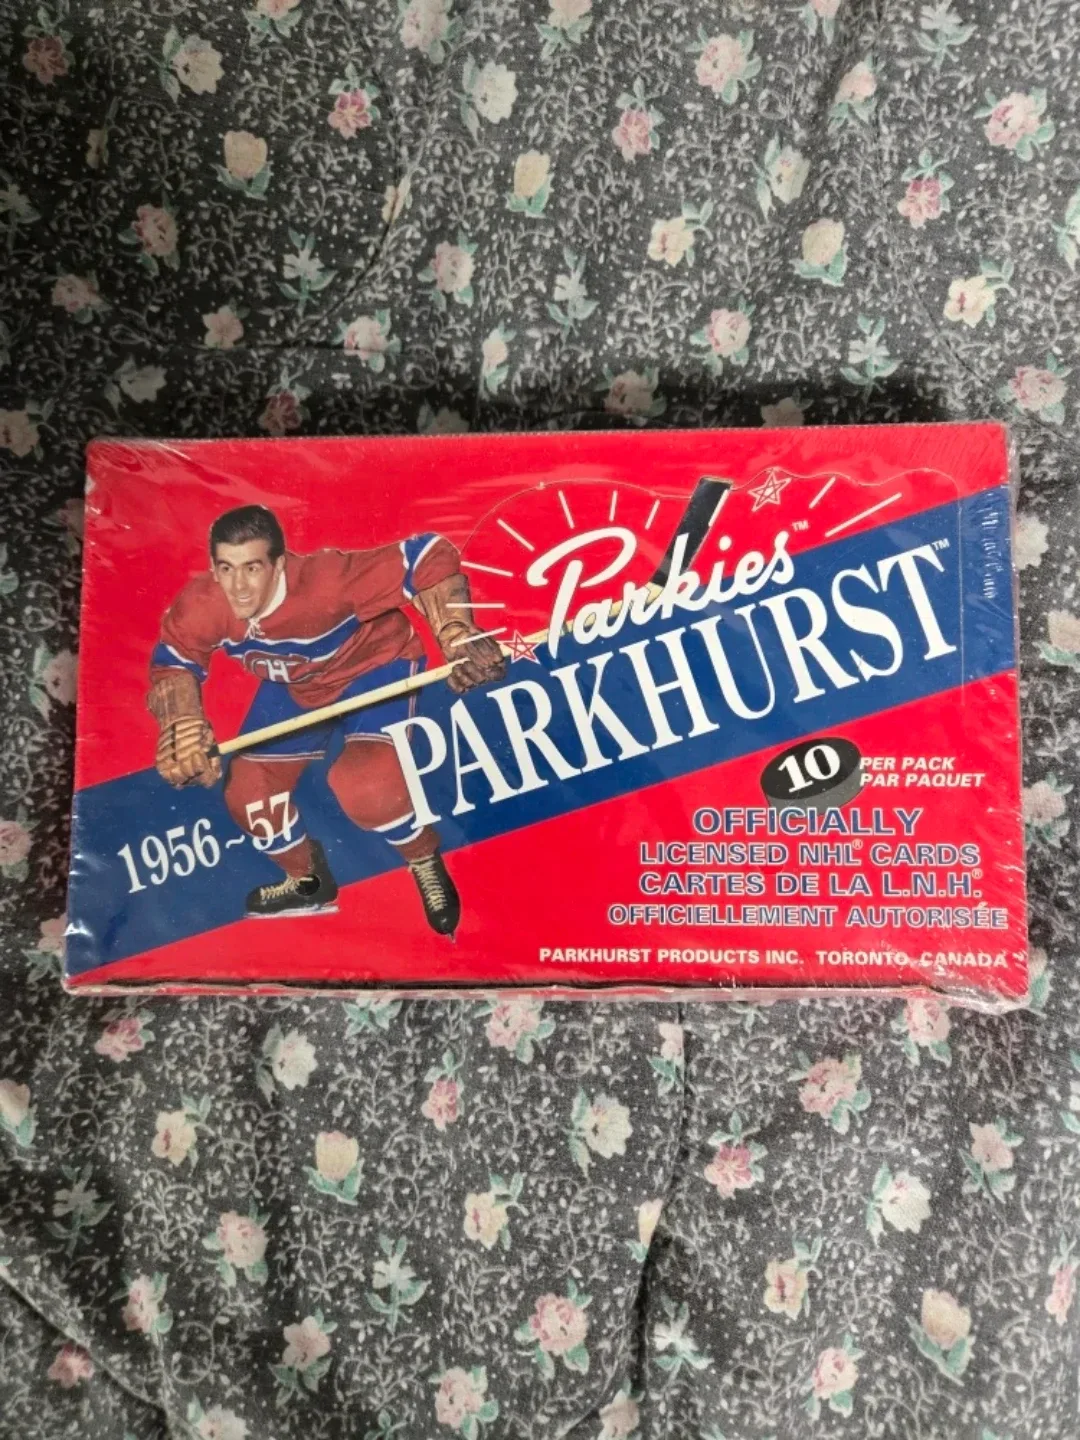 Parkies™
PARKHURST™
1956~57
10 PER PACK
PAR PAQUET
OFFICIALLY
LICENSED NHL® CARDS
CARTES DE LA L.N.H.®
OFFICIELLEMENT AUTORISÉE
PARKHURST PRODUCTS INC. TORONTO, CANADA